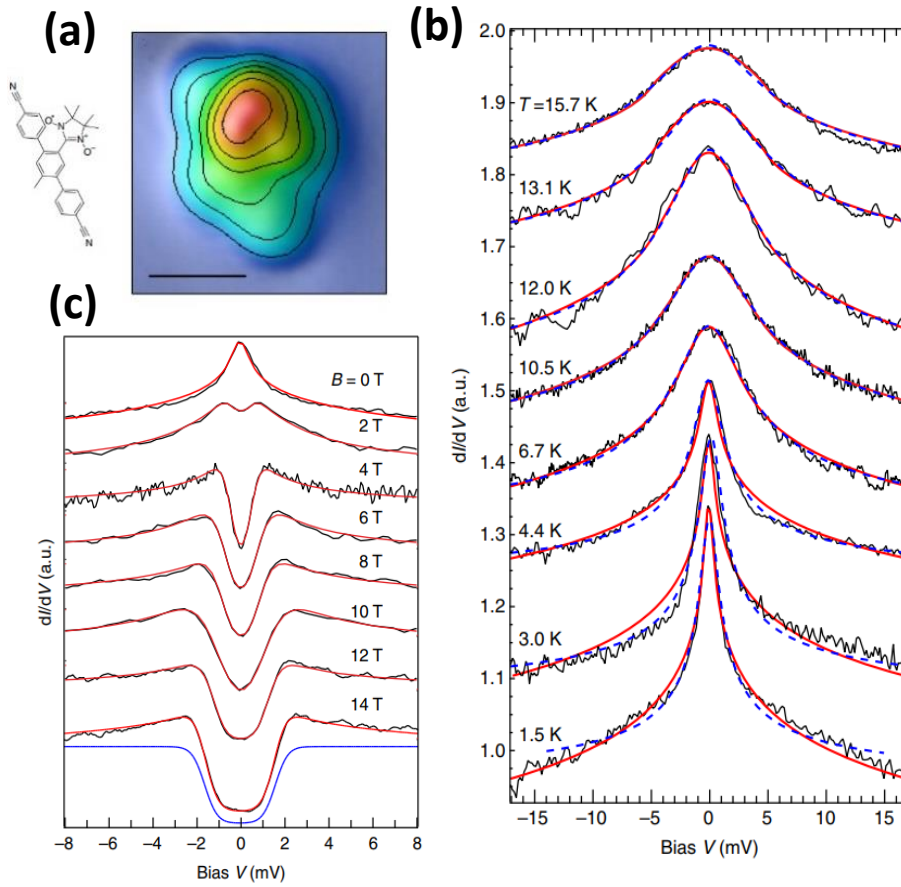 (a)
N
O•
N
N+
O-
N
(b)
dI/dV (a.u.)
2.0
1.9
1.8
1.7
1.6
1.5
1.4
1.3
1.2
1.1
1.0
T = 15.7 K
13.1 K
12.0 K
10.5 K
6.7 K
4.4 K
3.0 K
1.5 K
−15 −10 −5 0 5 10 15
Bias V (mV)
(c)
dI/dV (a.u.)
B = 0 T
2 T
4 T
6 T
8 T
10 T
12 T
14 T
−8 −6 −4 −2 0 2 4 6 8
Bias V (mV)